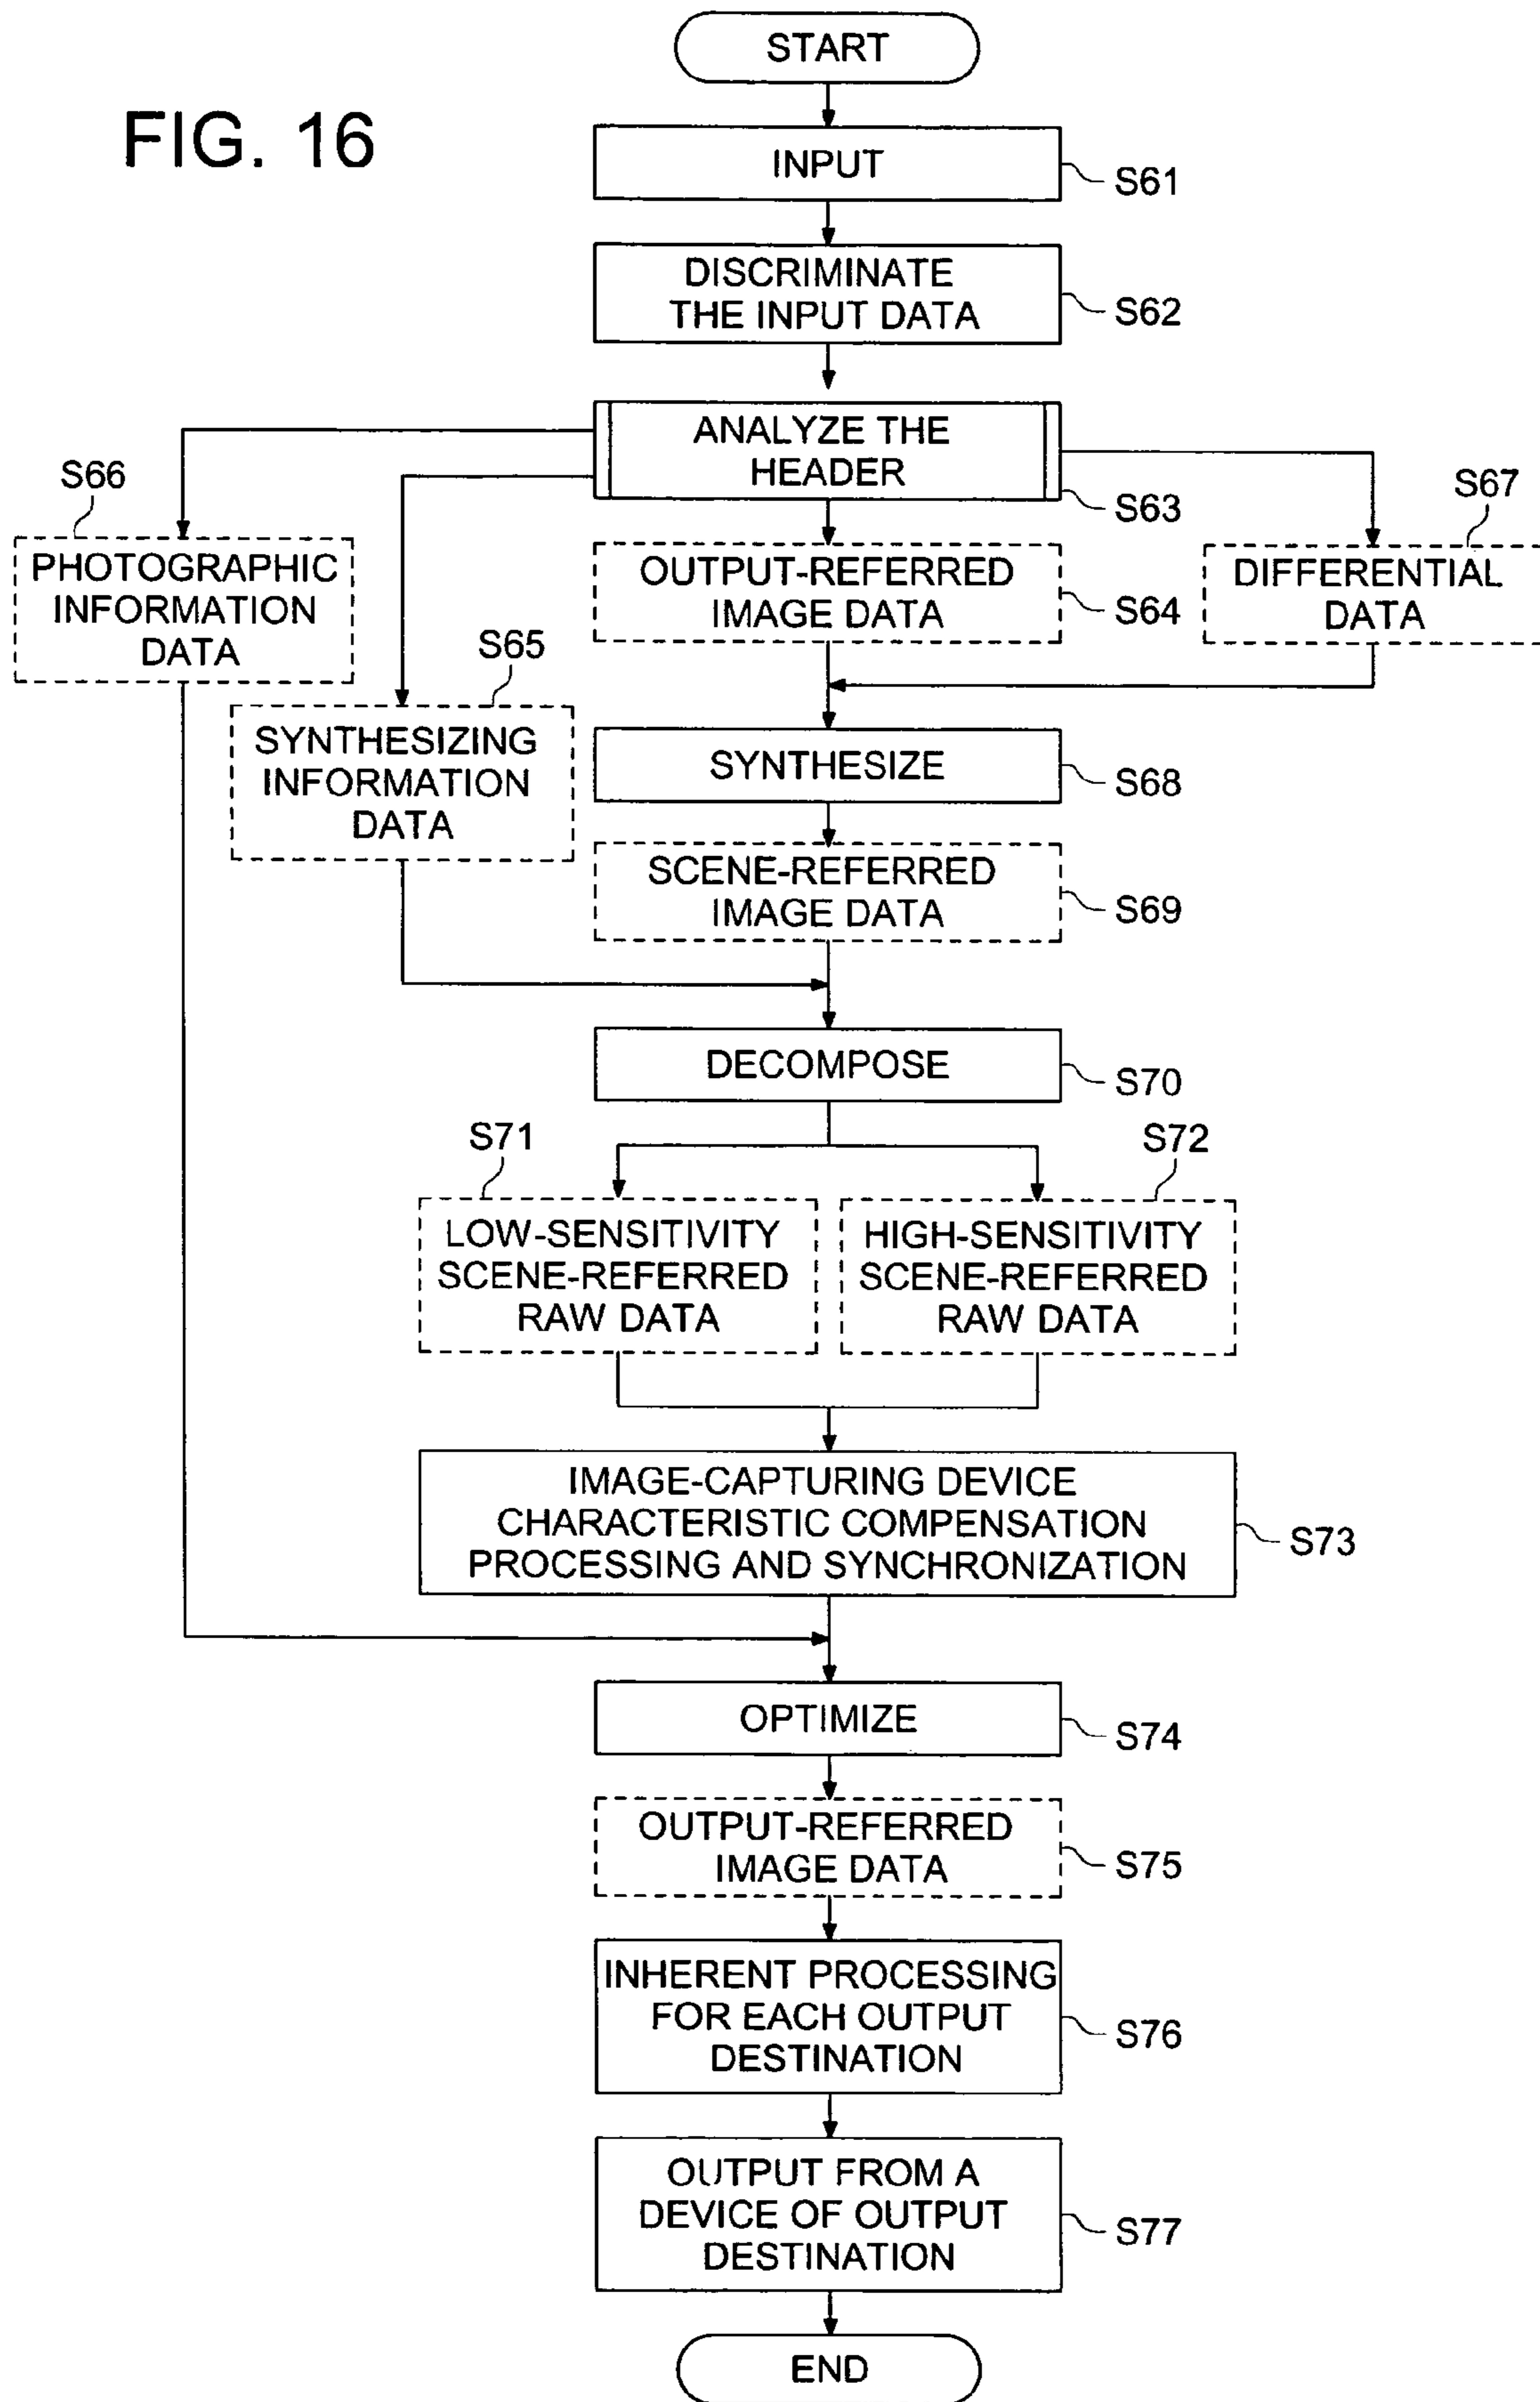 FIG. 16
START
INPUT
S61
DISCRIMINATE
THE INPUT DATA
S62
ANALYZE THE
HEADER
S63
S66
PHOTOGRAPHIC
INFORMATION
DATA
S65
SYNTHESIZING
INFORMATION
DATA
OUTPUT-REFERRED
IMAGE DATA
S64
S67
DIFFERENTIAL
DATA
SYNTHESIZE
S68
SCENE-REFERRED
IMAGE DATA
S69
DECOMPOSE
S70
S71
LOW-SENSITIVITY
SCENE-REFERRED
RAW DATA
S72
HIGH-SENSITIVITY
SCENE-REFERRED
RAW DATA
IMAGE-CAPTURING DEVICE
CHARACTERISTIC COMPENSATION
PROCESSING AND SYNCHRONIZATION
S73
OPTIMIZE
S74
OUTPUT-REFERRED
IMAGE DATA
S75
INHERENT PROCESSING
FOR EACH OUTPUT
DESTINATION
S76
OUTPUT FROM A
DEVICE OF OUTPUT
DESTINATION
S77
END